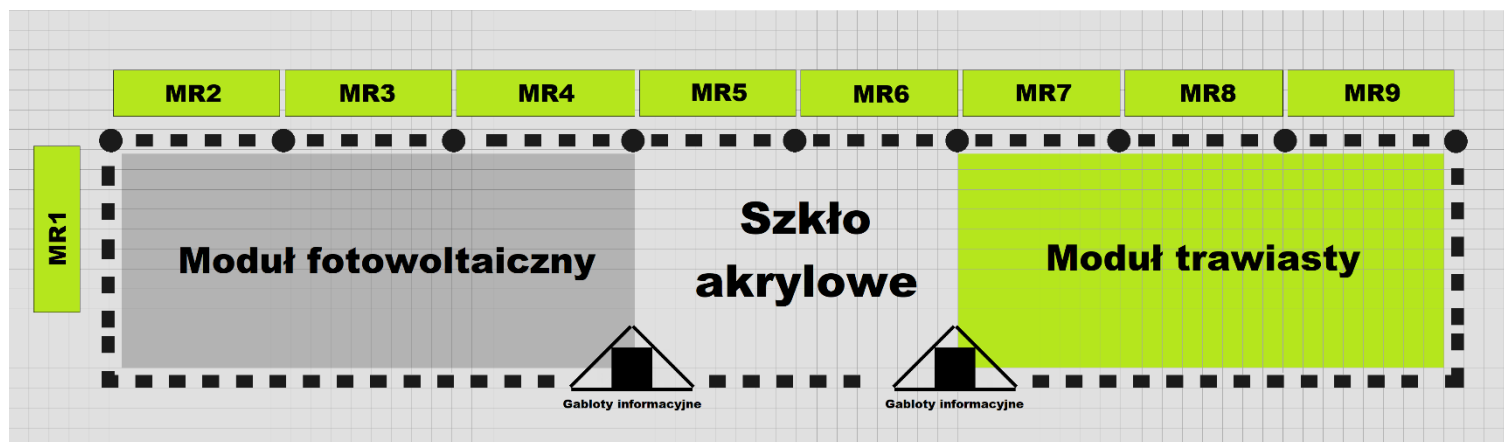 MR2 MR3 MR4 MR5 MR6 MR7 MR8 MR9
MR1
Moduł fotowoltaiczny
Szkło
akrylowe
Moduł trawiasty
Gabloty informacyjne
Gabloty informacyjne